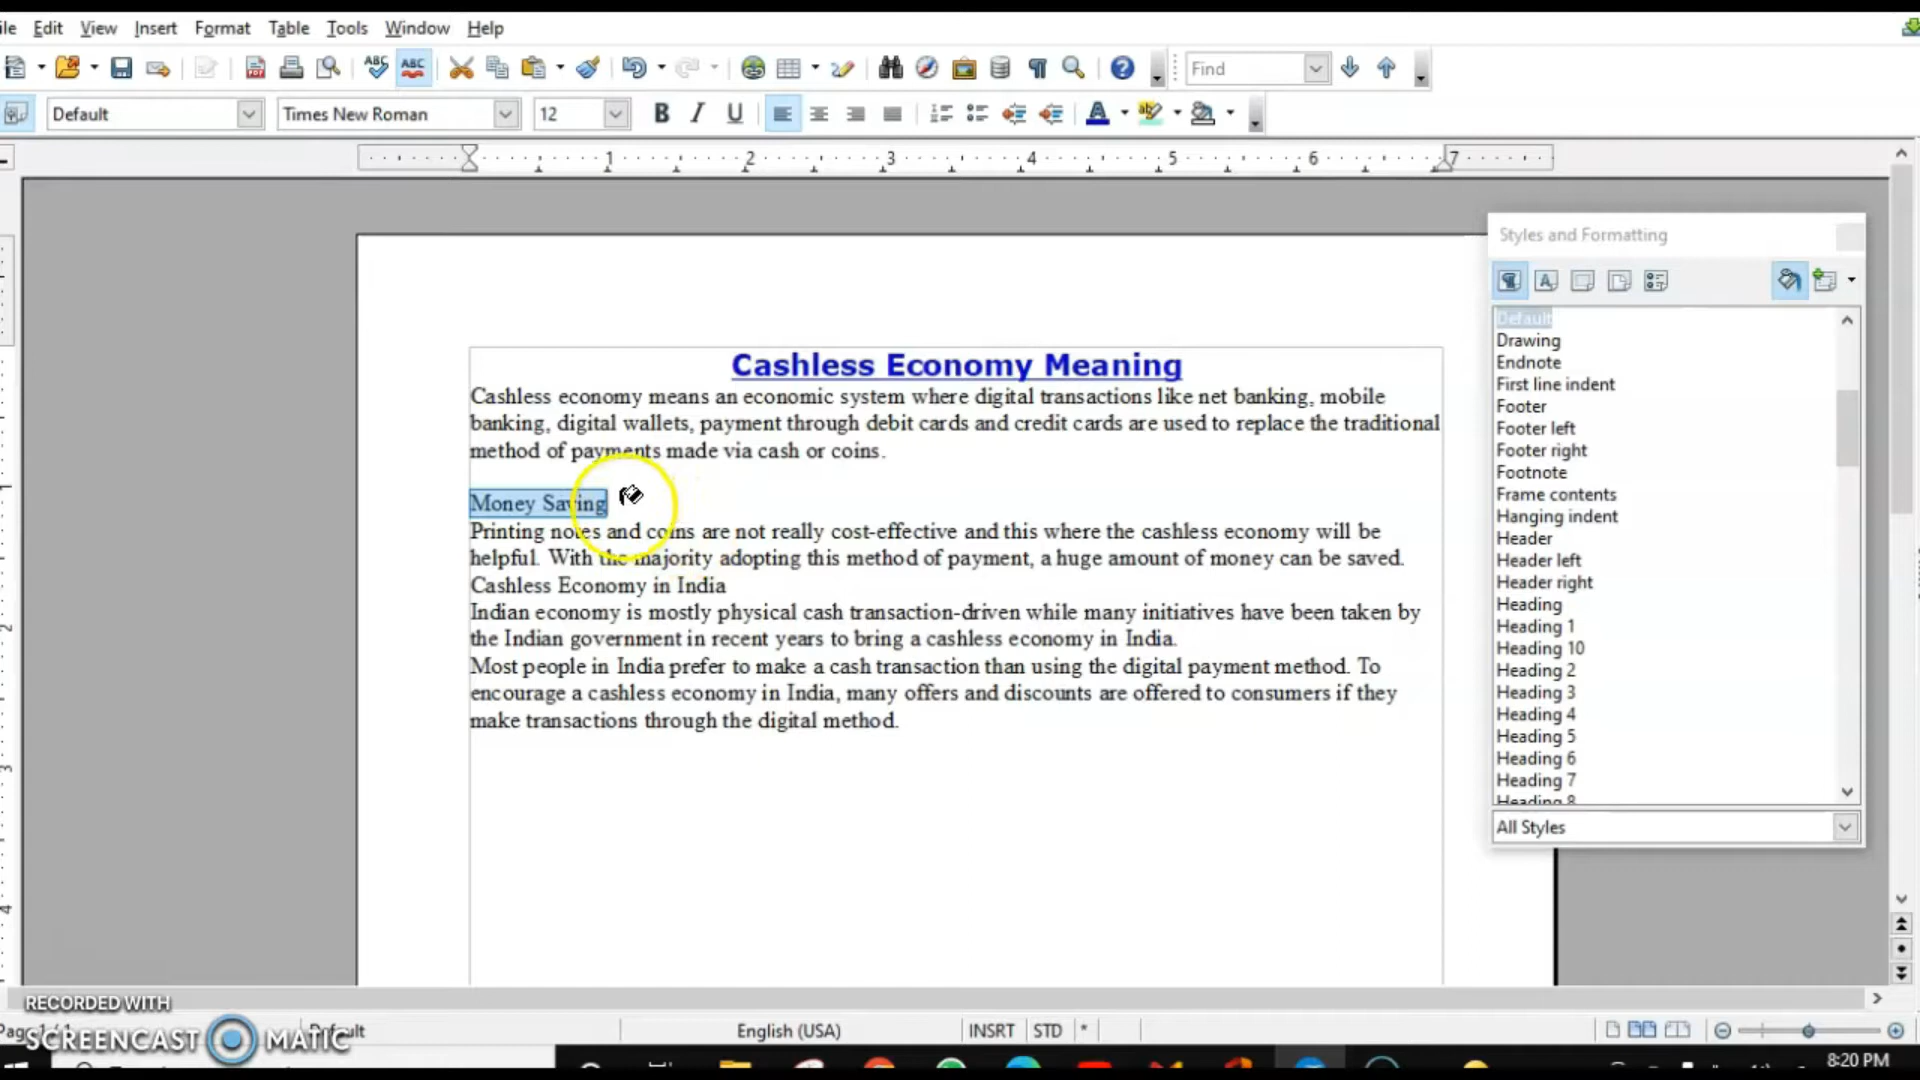 ile Edit View Insert Format Table Tools Window Help
ABC ABC Find
Default Times New Roman 12 B I U
1 2 3 4 5 6 7
Styles and Formatting
Default
Drawing
Endnote
First line indent
Footer
Footer left
Footer right
Footnote
Frame contents
Hanging indent
Header
Header left
Header right
Heading
Heading 1
Heading 10
Heading 2
Heading 3
Heading 4
Heading 5
Heading 6
Heading 7
Heading 8
All Styles
Cashless Economy Meaning
Cashless economy means an economic system where digital transactions like net banking, mobile
banking, digital wallets, payment through debit cards and credit cards are used to replace the traditional
method of payments made via cash or coins.
Money Saving
Printing notes and coins are not really cost-effective and this where the cashless economy will be
helpful. With the majority adopting this method of payment, a huge amount of money can be saved.
Cashless Economy in India
Indian economy is mostly physical cash transaction-driven while many initiatives have been taken by
the Indian government in recent years to bring a cashless economy in India.
Most people in India prefer to make a cash transaction than using the digital payment method. To
encourage a cashless economy in India, many offers and discounts are offered to consumers if they
make transactions through the digital method.
2
3
4
RECORDED WITH
SCREENCAST MATIC
Page 1 / 1 Default English (USA) INSRT STD *
8:20 PM